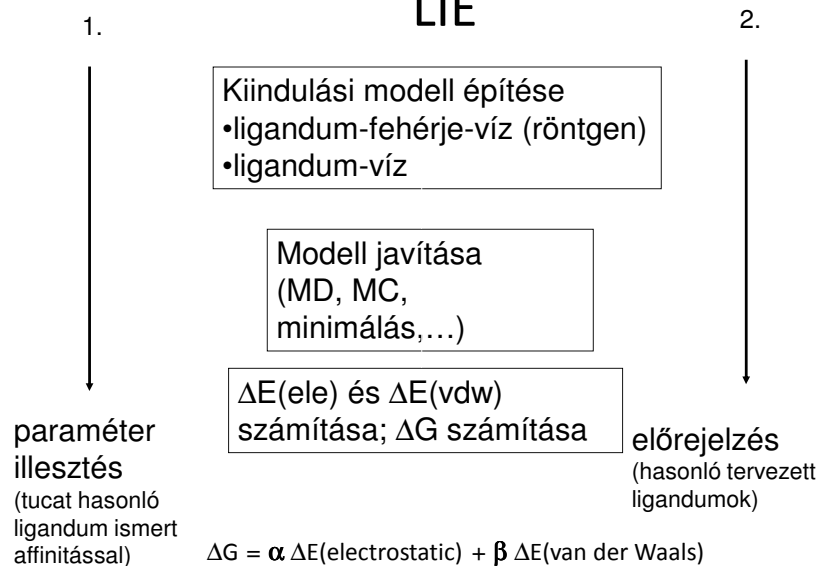 LIE
1.
2.
Kiindulási modell építése
•ligandum-fehérje-víz (röntgen)
•ligandum-víz
Modell javítása
(MD, MC,
minimálás,…)
ΔE(ele) és ΔE(vdw)
számítása; ΔG számítása
paraméter
illesztés
(tucat hasonló
ligandum ismert
affinitással)
előrejelzés
(hasonló tervezett
ligandumok)
ΔG = α ΔE(electrostatic) + β ΔE(van der Waals)